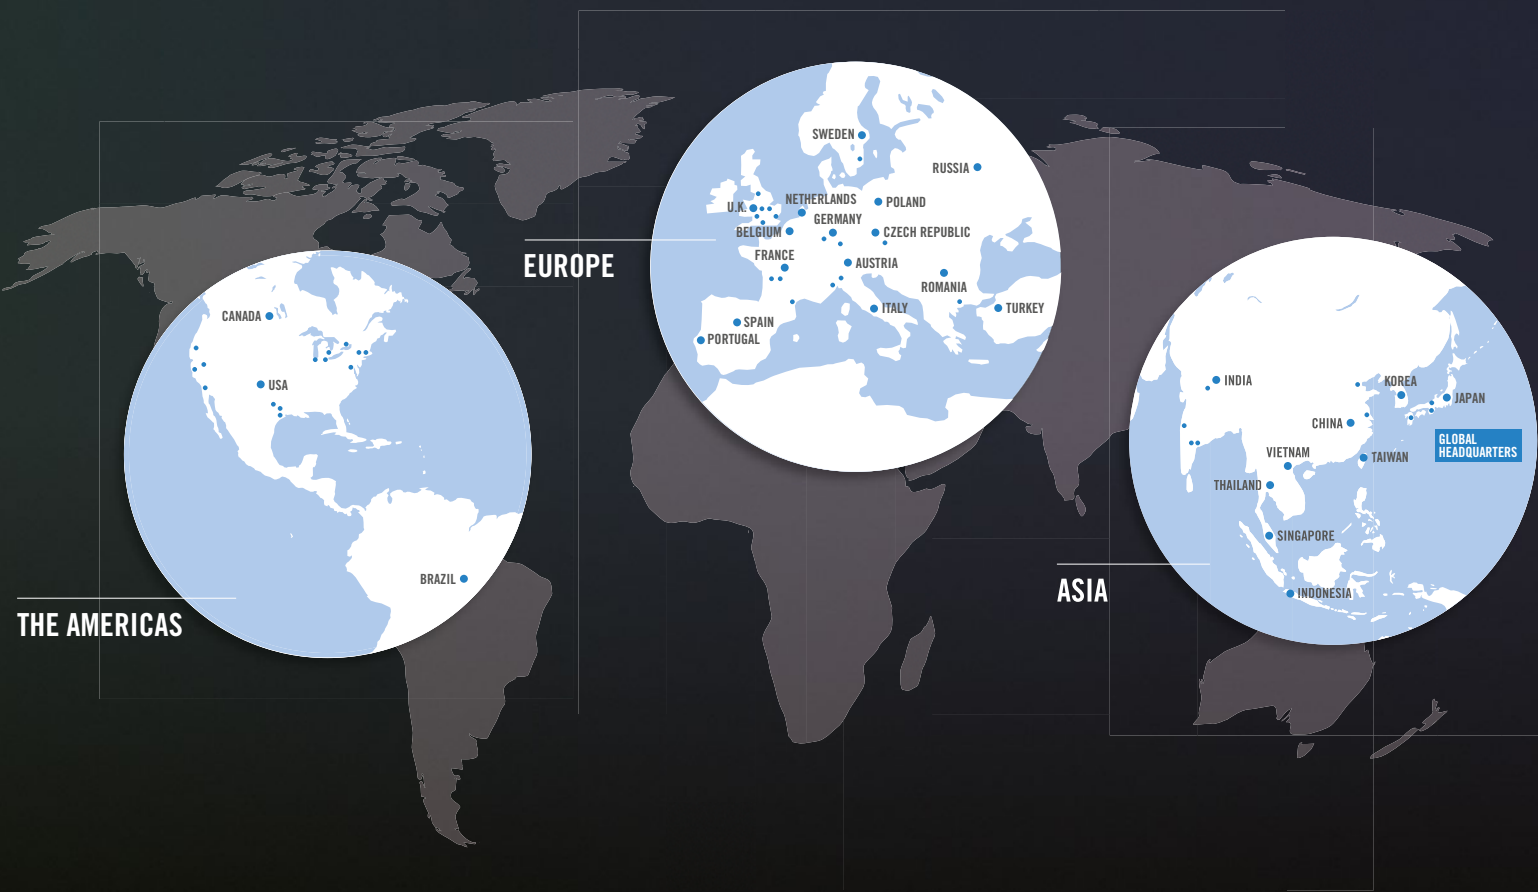 THE AMERICAS
CANADA
USA
BRAZIL
EUROPE
SWEDEN
RUSSIA
NETHERLANDS
POLAND
U.K.
GERMANY
BELGIUM
CZECH REPUBLIC
FRANCE
AUSTRIA
ROMANIA
ITALY
TURKEY
SPAIN
PORTUGAL
ASIA
INDIA
KOREA
JAPAN
CHINA
GLOBAL
HEADQUARTERS
VIETNAM
TAIWAN
THAILAND
SINGAPORE
INDONESIA